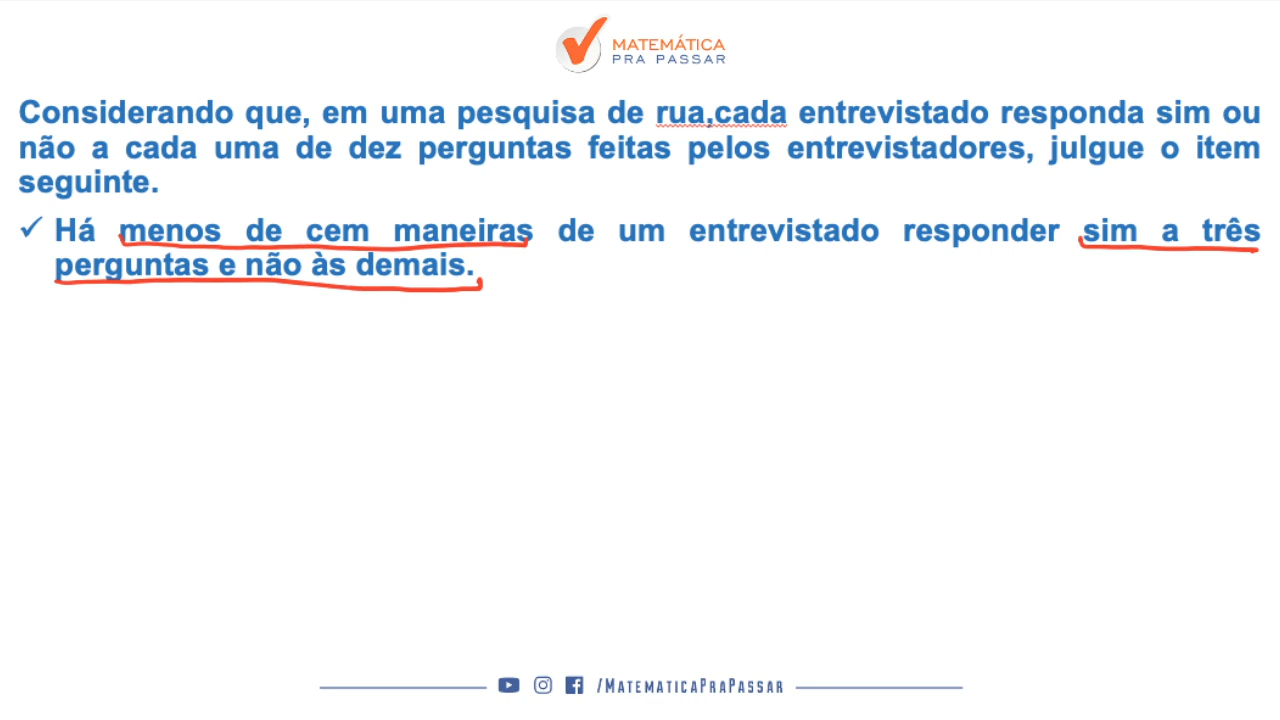 MATEMÁTICA
PRA PASSAR
Considerando que, em uma pesquisa de rua,cada entrevistado responda sim ou
não a cada uma de dez perguntas feitas pelos entrevistadores, julgue o item
seguinte.
✓ Há menos de cem maneiras de um entrevistado responder sim a três
perguntas e não às demais.
/MATEMATICAPRAPASSAR